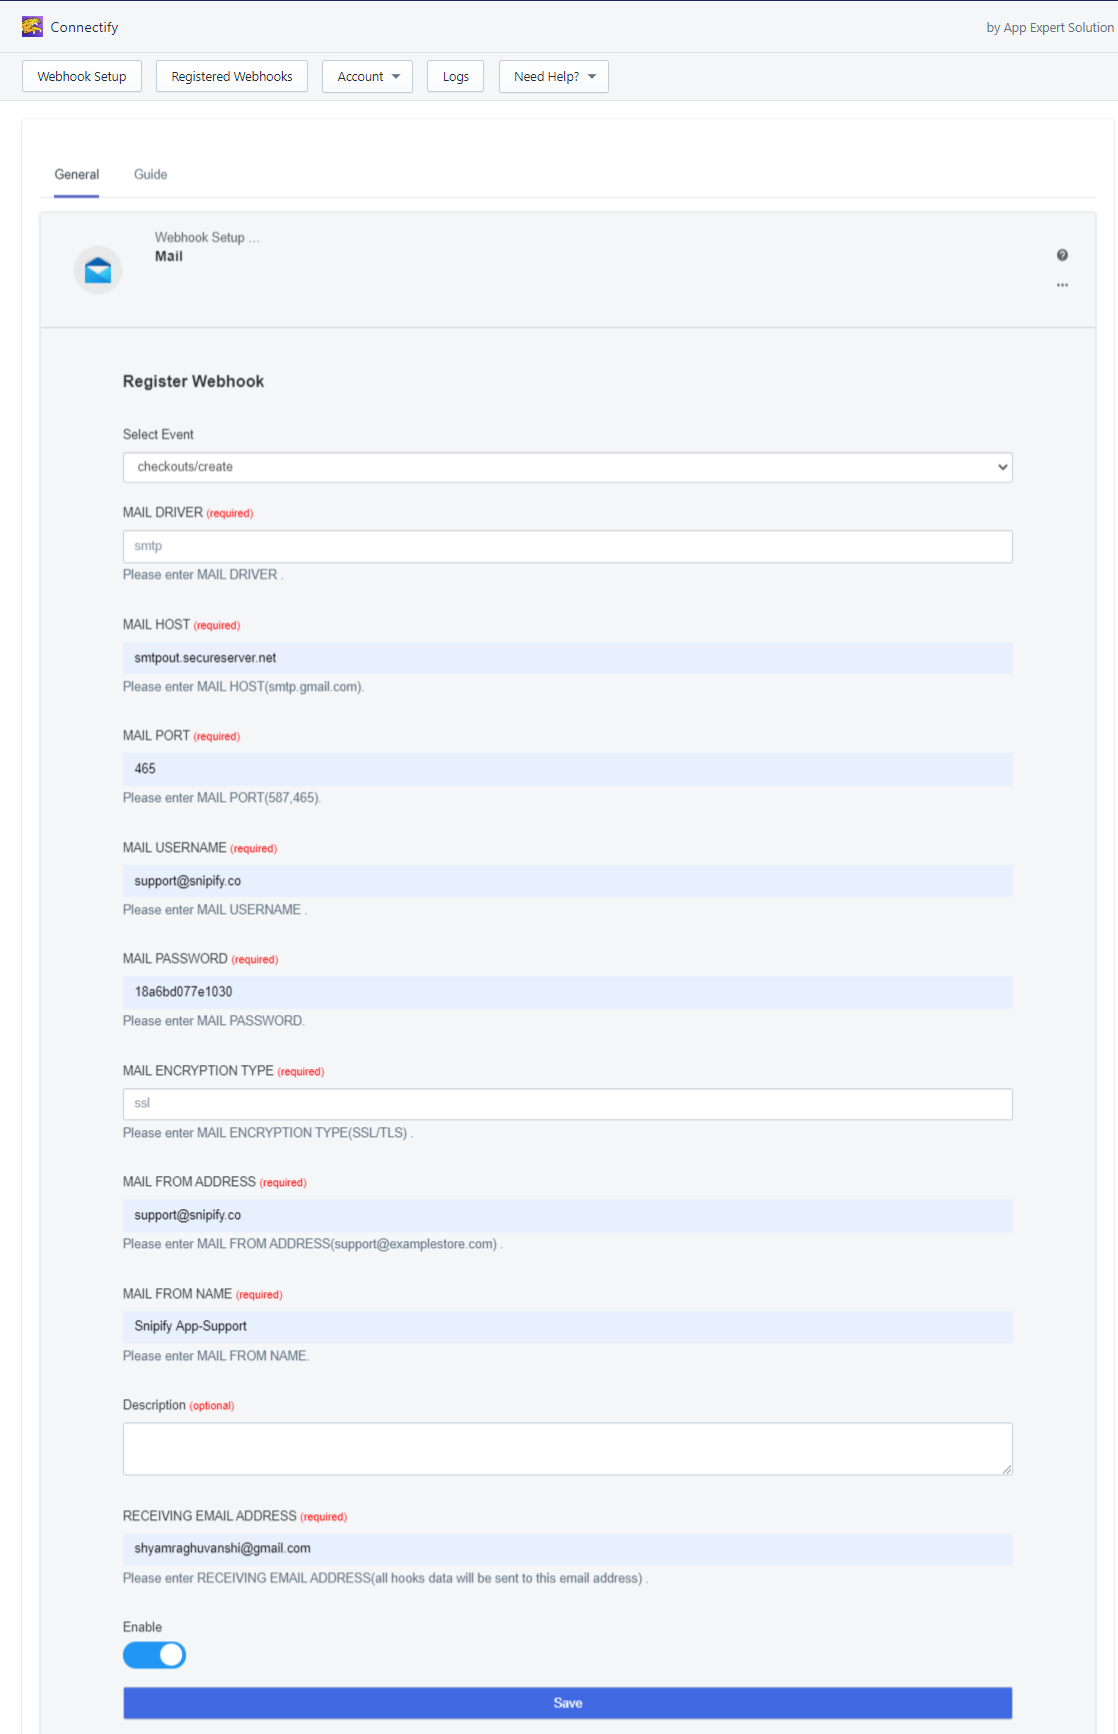 Connectify
by App Expert Solution
Webhook Setup
Registered Webhooks
Account
Logs
Need Help?
General
Guide
Webhook Setup ...
Mail
Register Webhook
Select Event
checkouts/create
MAIL DRIVER (required)
smtp
Please enter MAIL DRIVER .
MAIL HOST (required)
smtpout.secureserver.net
Please enter MAIL HOST(smtp.gmail.com).
MAIL PORT (required)
465
Please enter MAIL PORT(587,465).
MAIL USERNAME (required)
support@snipify.co
Please enter MAIL USERNAME .
MAIL PASSWORD (required)
18a6bd077e1030
Please enter MAIL PASSWORD.
MAIL ENCRYPTION TYPE (required)
ssl
Please enter MAIL ENCRYPTION TYPE(SSL/TLS) .
MAIL FROM ADDRESS (required)
support@snipify.co
Please enter MAIL FROM ADDRESS(support@examplestore.com) .
MAIL FROM NAME (required)
Snipify App-Support
Please enter MAIL FROM NAME.
Description (optional)
RECEIVING EMAIL ADDRESS (required)
shyamraghuvanshi@gmail.com
Please enter RECEIVING EMAIL ADDRESS(all hooks data will be sent to this email address) .
Enable
Save